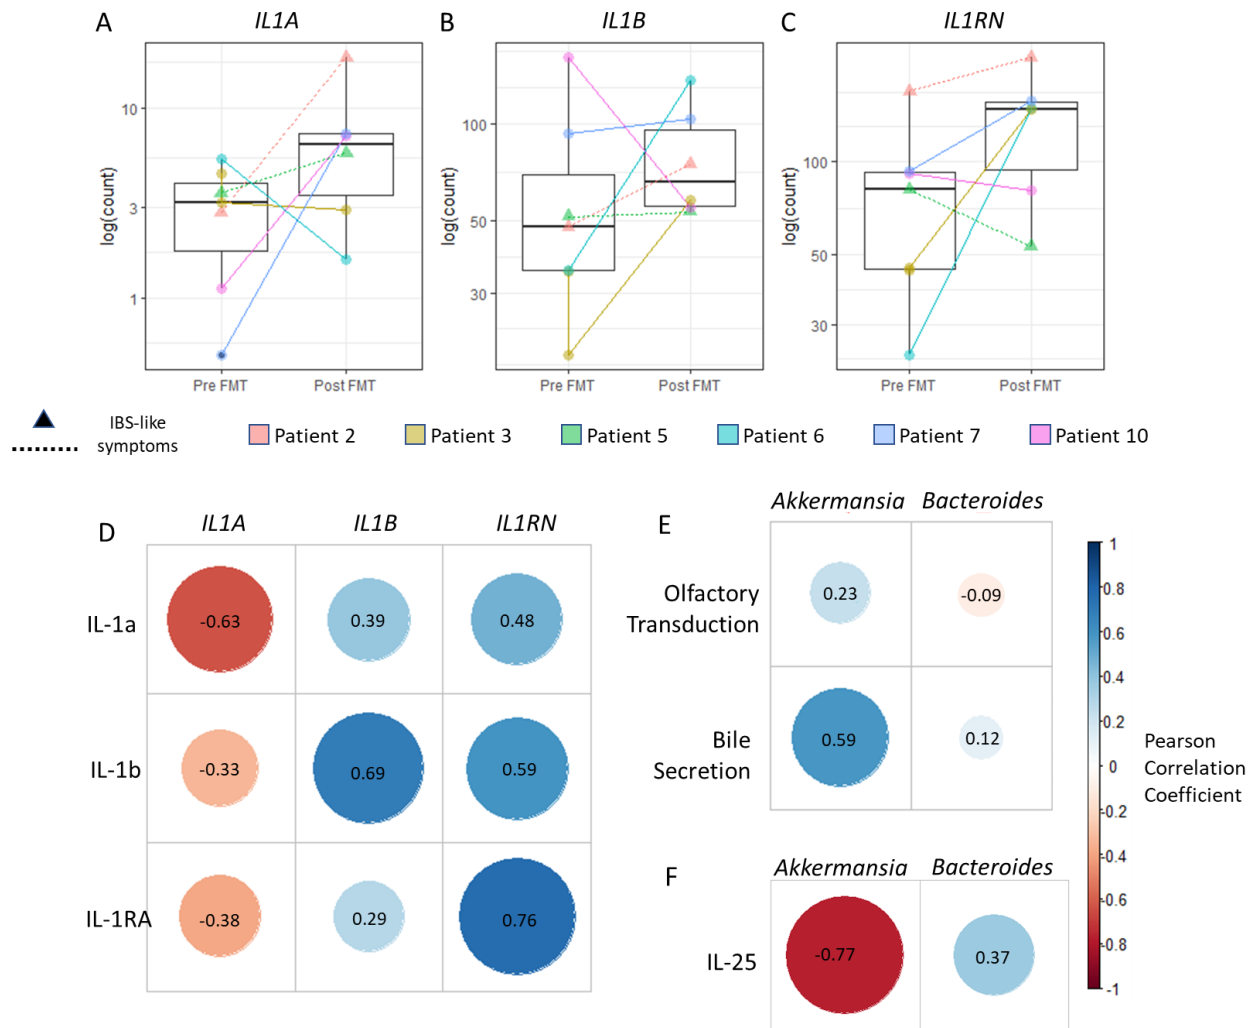 A
IL1A
B
IL1B
C
IL1RN
log(count)
10
3
1
Pre FMT
Post FMT
log(count)
100
50
30
Pre FMT
Post FMT
log(count)
100
50
30
Pre FMT
Post FMT
IBS-like
symptoms
Patient 2
Patient 3
Patient 5
Patient 6
Patient 7
Patient 10
D
IL1A
IL1B
IL1RN
IL-1a
-0.63
0.39
0.48
IL-1b
-0.33
0.69
0.59
IL-1RA
-0.38
0.29
0.76
E
Akkermansia
Bacteroides
Olfactory
Transduction
0.23
-0.09
Bile
Secretion
0.59
0.12
F
Akkermansia
Bacteroides
IL-25
-0.77
0.37
1
0.8
0.6
0.4
0.2
0
-0.2
-0.4
-0.6
-0.8
-1
Pearson
Correlation
Coefficient